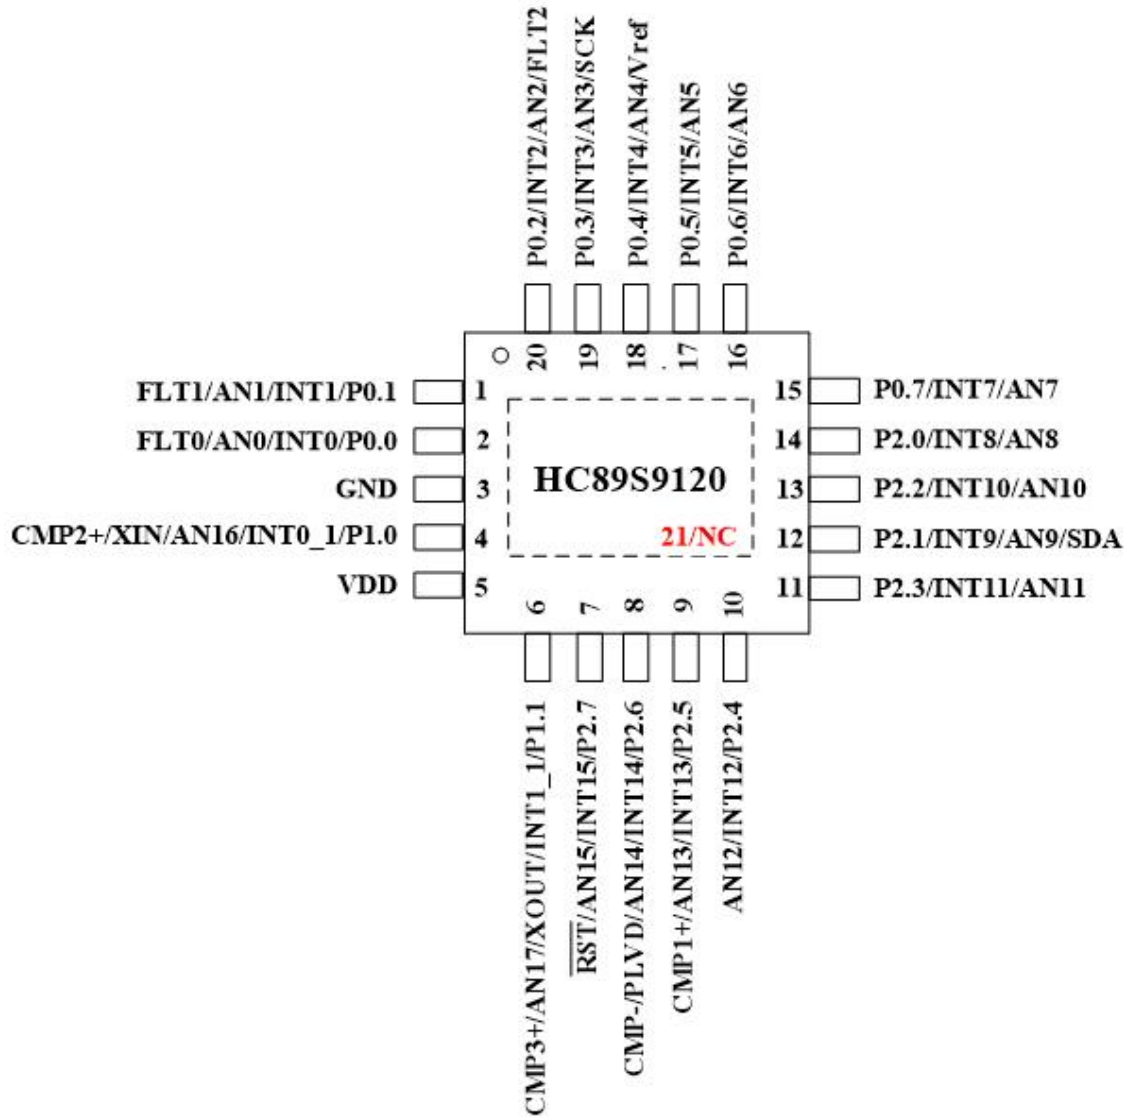 P0.2/INT2/AN2/FLT2
P0.3/INT3/AN3/SCK
P0.4/INT4/AN4/Vref
P0.5/INT5/AN5
P0.6/INT6/AN6
20
19
18
17
16
FLT1/AN1/INT1/P0.1
1
15
P0.7/INT7/AN7
FLT0/AN0/INT0/P0.0
2
14
P2.0/INT8/AN8
GND
3
HC89S9120
13
P2.2/INT10/AN10
CMP2+/XIN/AN16/INT0_1/P1.0
4
21/NC
12
P2.1/INT9/AN9/SDA
VDD
5
11
P2.3/INT11/AN11
6
7
8
9
10
CMP3+/AN17/XOUT/INT1_1/P1.1
RST/AN15/INT15/P2.7
CMP-/PLVD/AN14/INT14/P2.6
CMP1+/AN13/INT13/P2.5
AN12/INT12/P2.4